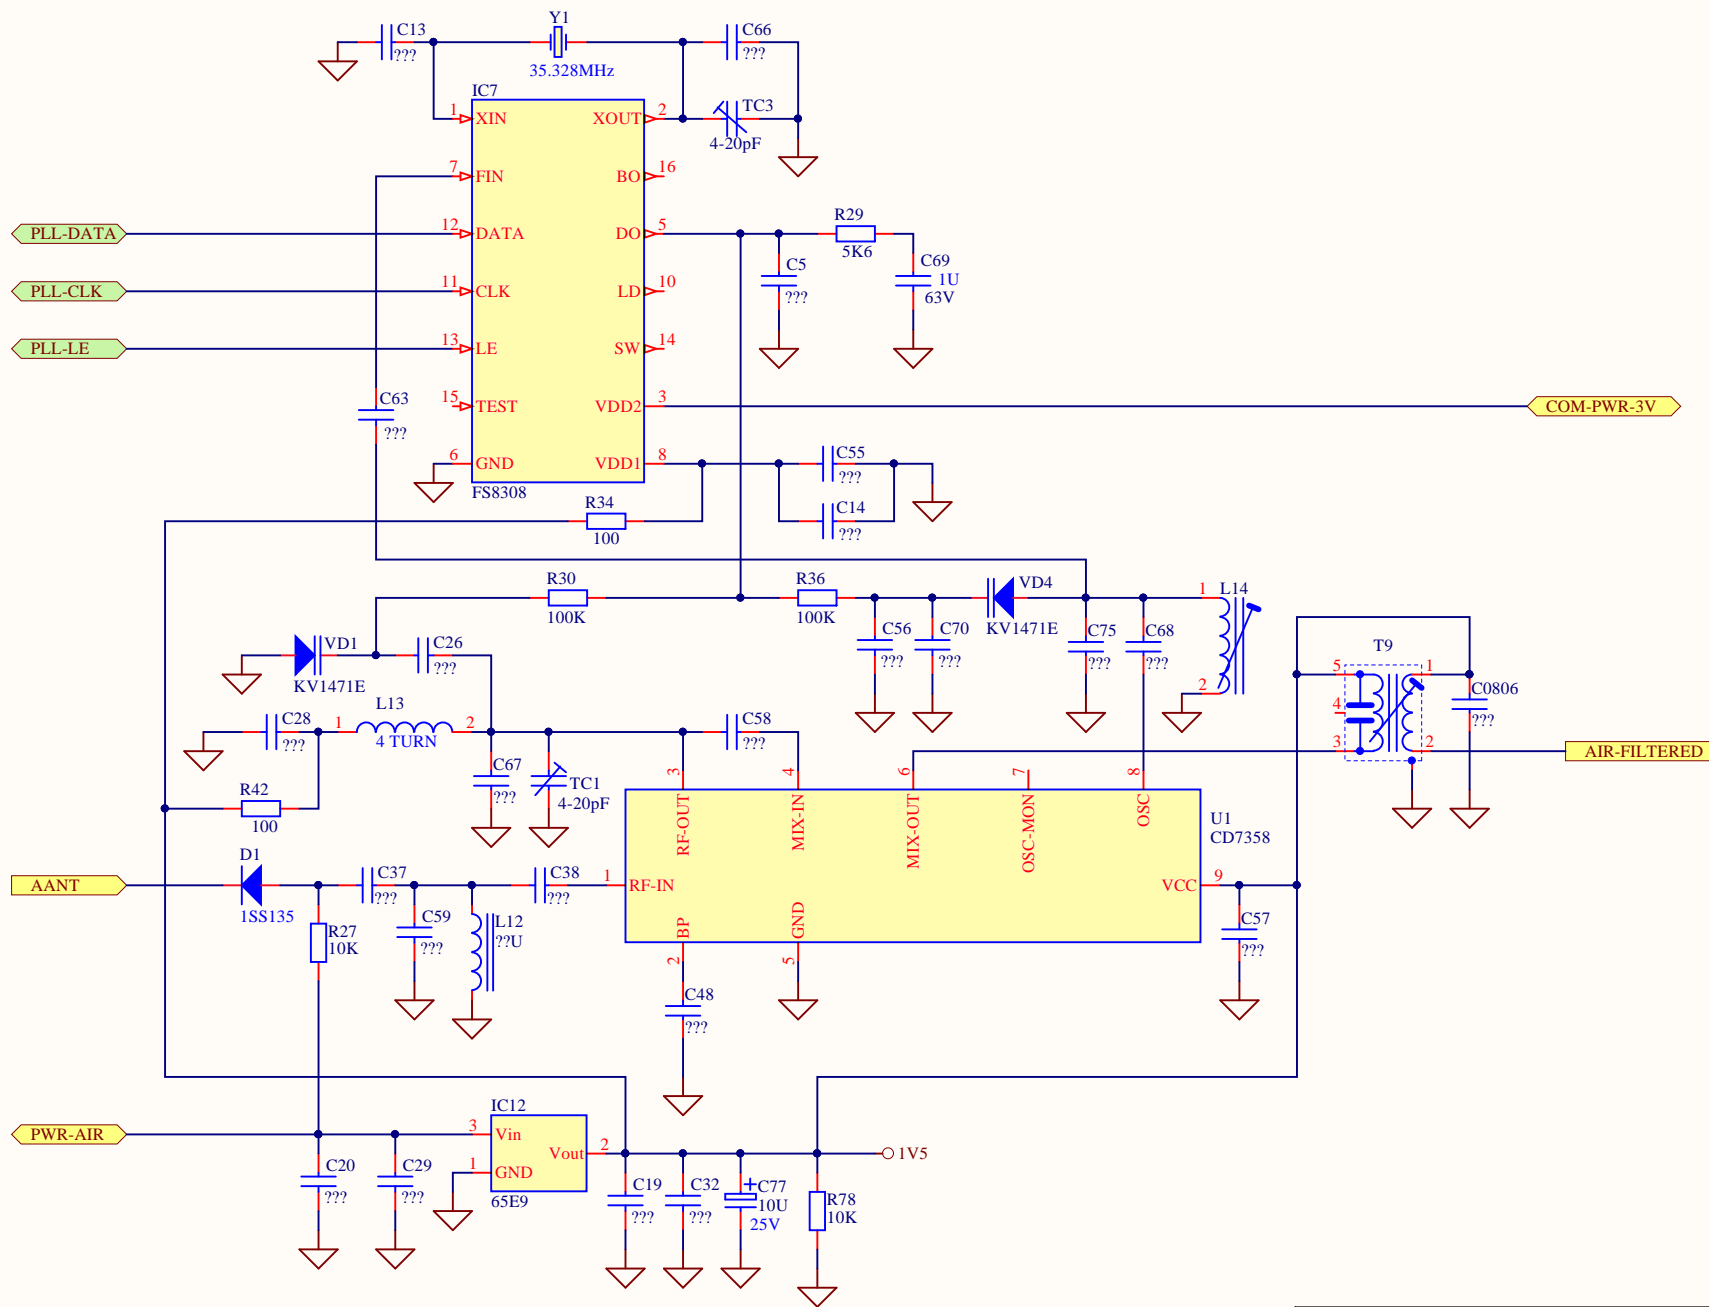 C13
???
Y1
35.328MHz
C66
???
IC7
1
XIN
XOUT
2
TC3
4-20pF
7
FIN
BO
16
PLL-DATA
12
DATA
DO
5
R29
5K6
C5
???
C69
1U
63V
PLL-CLK
11
CLK
LD
10
PLL-LE
13
LE
SW
14
C63
???
15
TEST
VDD2
3
COM-PWR-3V
6
GND
VDD1
8
FS8308
C55
???
C14
???
R34
100
R30
100K
R36
100K
VD4
KV1471E
1
L14
2
C56
???
C70
???
C75
???
C68
???
VD1
KV1471E
C26
???
T9
5
4
3
1
2
C0806
???
AIR-FILTERED
C28
???
L13
1
2
4 TURN
C58
???
C67
???
TC1
4-20pF
R42
100
3
RF-OUT
4
MIX-IN
6
MIX-OUT
7
OSC-MON
8
OSC
U1
CD7358
AANT
D1
1SS135
C37
???
C38
???
1
RF-IN
VCC
9
R27
10K
C59
???
L12
??U
2
BP
5
GND
C57
???
C48
???
PWR-AIR
IC12
3
Vin
Vout
2
1
GND
65E9
1V5
C20
???
C29
???
C19
???
C32
???
C77
10U
25V
R78
10K